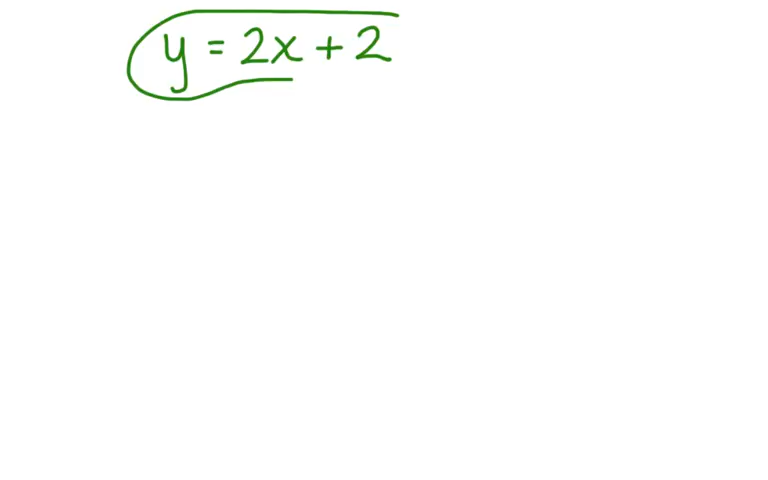 y = 2x + 2